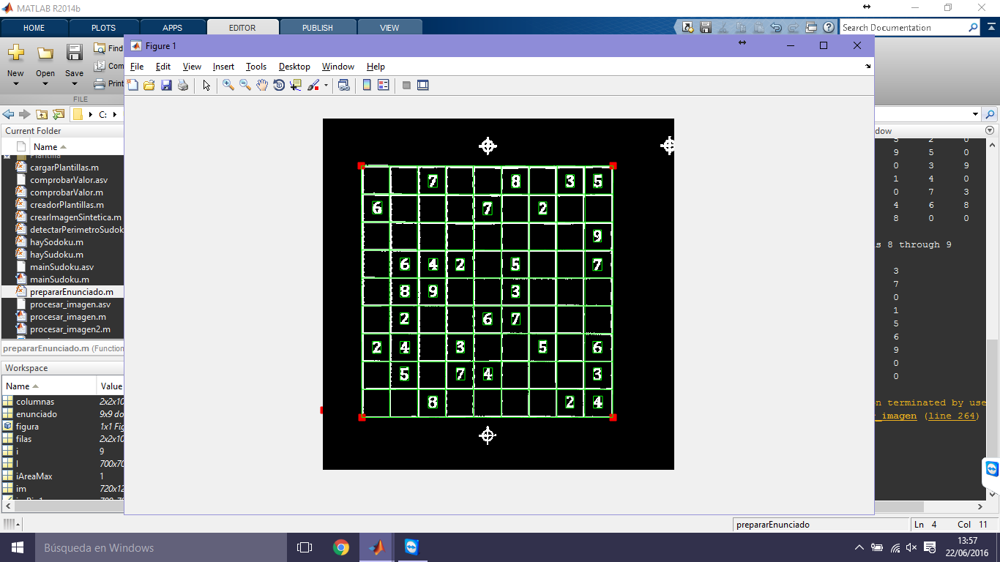 MATLAB R2014b
HOME PLOTS APPS EDITOR PUBLISH VIEW Search Documentation
Figure 1
New Open Save Find
Print
FILE
File Edit View Insert Tools Desktop Window Help
C:
Current Folder
Name
Plantilla
cargarPlantillas.m
comprobarValor.asv
comprobarValor.m
creadorPlantillas.m
crearImagenSintetica.m
detectarPerimetroSudok
haySodoku.m
haySudoku.m
mainSudoku.asv
mainSudoku.m
prepararEnunciado.m
procesar_imagen.asv
procesar_imagen.m
procesar_imagen2.m
prepararEnunciado.m (Function
Workspace
Name Value
columnas 2x2x10
enunciado 9x9 do
figura 1x1 Fig
filas 2x2x10
i 9
l 700x70
iAreaMax 1
im 720x12
7 8 3 5
6 7 2
9
6 4 2 5 7
8 9 3
2 6 7
2 4 3 5 6
5 7 4 3
8 2 4
dow
2 0
9 5 0
0 3 9
1 4 0
0 7 3
4 6 8
8 0 0
s 8 through 9
3
7
0
1
5
6
9
0
0
n terminated by use
_imagen (line 264)
prepararEnunciado Ln 4 Col 11
Búsqueda en Windows
13:57
22/06/2016